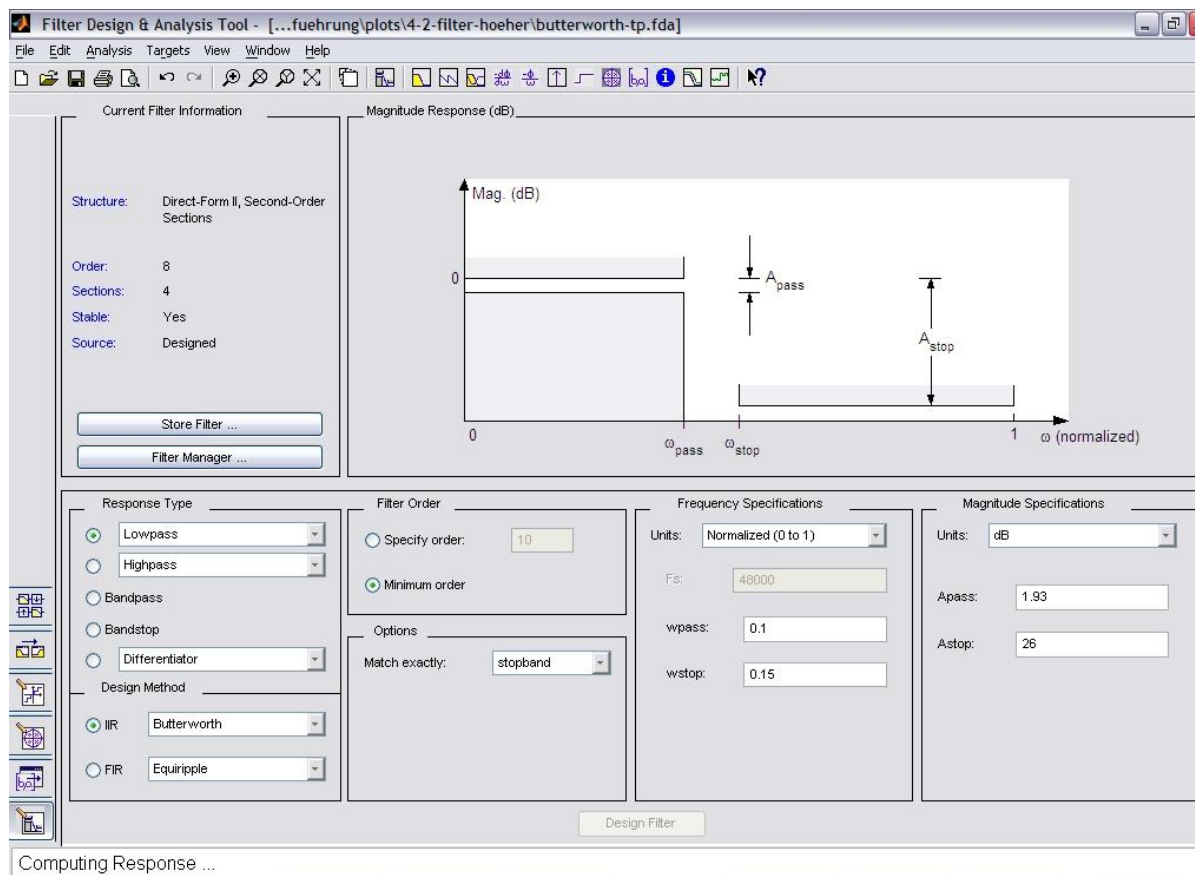 Filter Design & Analysis Tool - [...fuehrung\plots\4-2-filter-hoeher\butterworth-tp.fda]
File Edit Analysis Targets View Window Help
Current Filter Information
Structure: Direct-Form II, Second-Order
Sections
Order: 8
Sections: 4
Stable: Yes
Source: Designed
Store Filter ...
Filter Manager ...
Magnitude Response (dB)
Mag. (dB)
0
A pass
A stop
0
ω pass
ω stop
1
ω (normalized)
Response Type
Lowpass
Highpass
Bandpass
Bandstop
Differentiator
Design Method
IIR Butterworth
FIR Equiripple
Filter Order
Specify order: 10
Minimum order
Options
Match exactly: stopband
Frequency Specifications
Units: Normalized (0 to 1)
Fs: 48000
wpass: 0.1
wstop: 0.15
Magnitude Specifications
Units: dB
Apass: 1.93
Astop: 26
Design Filter
Computing Response ...